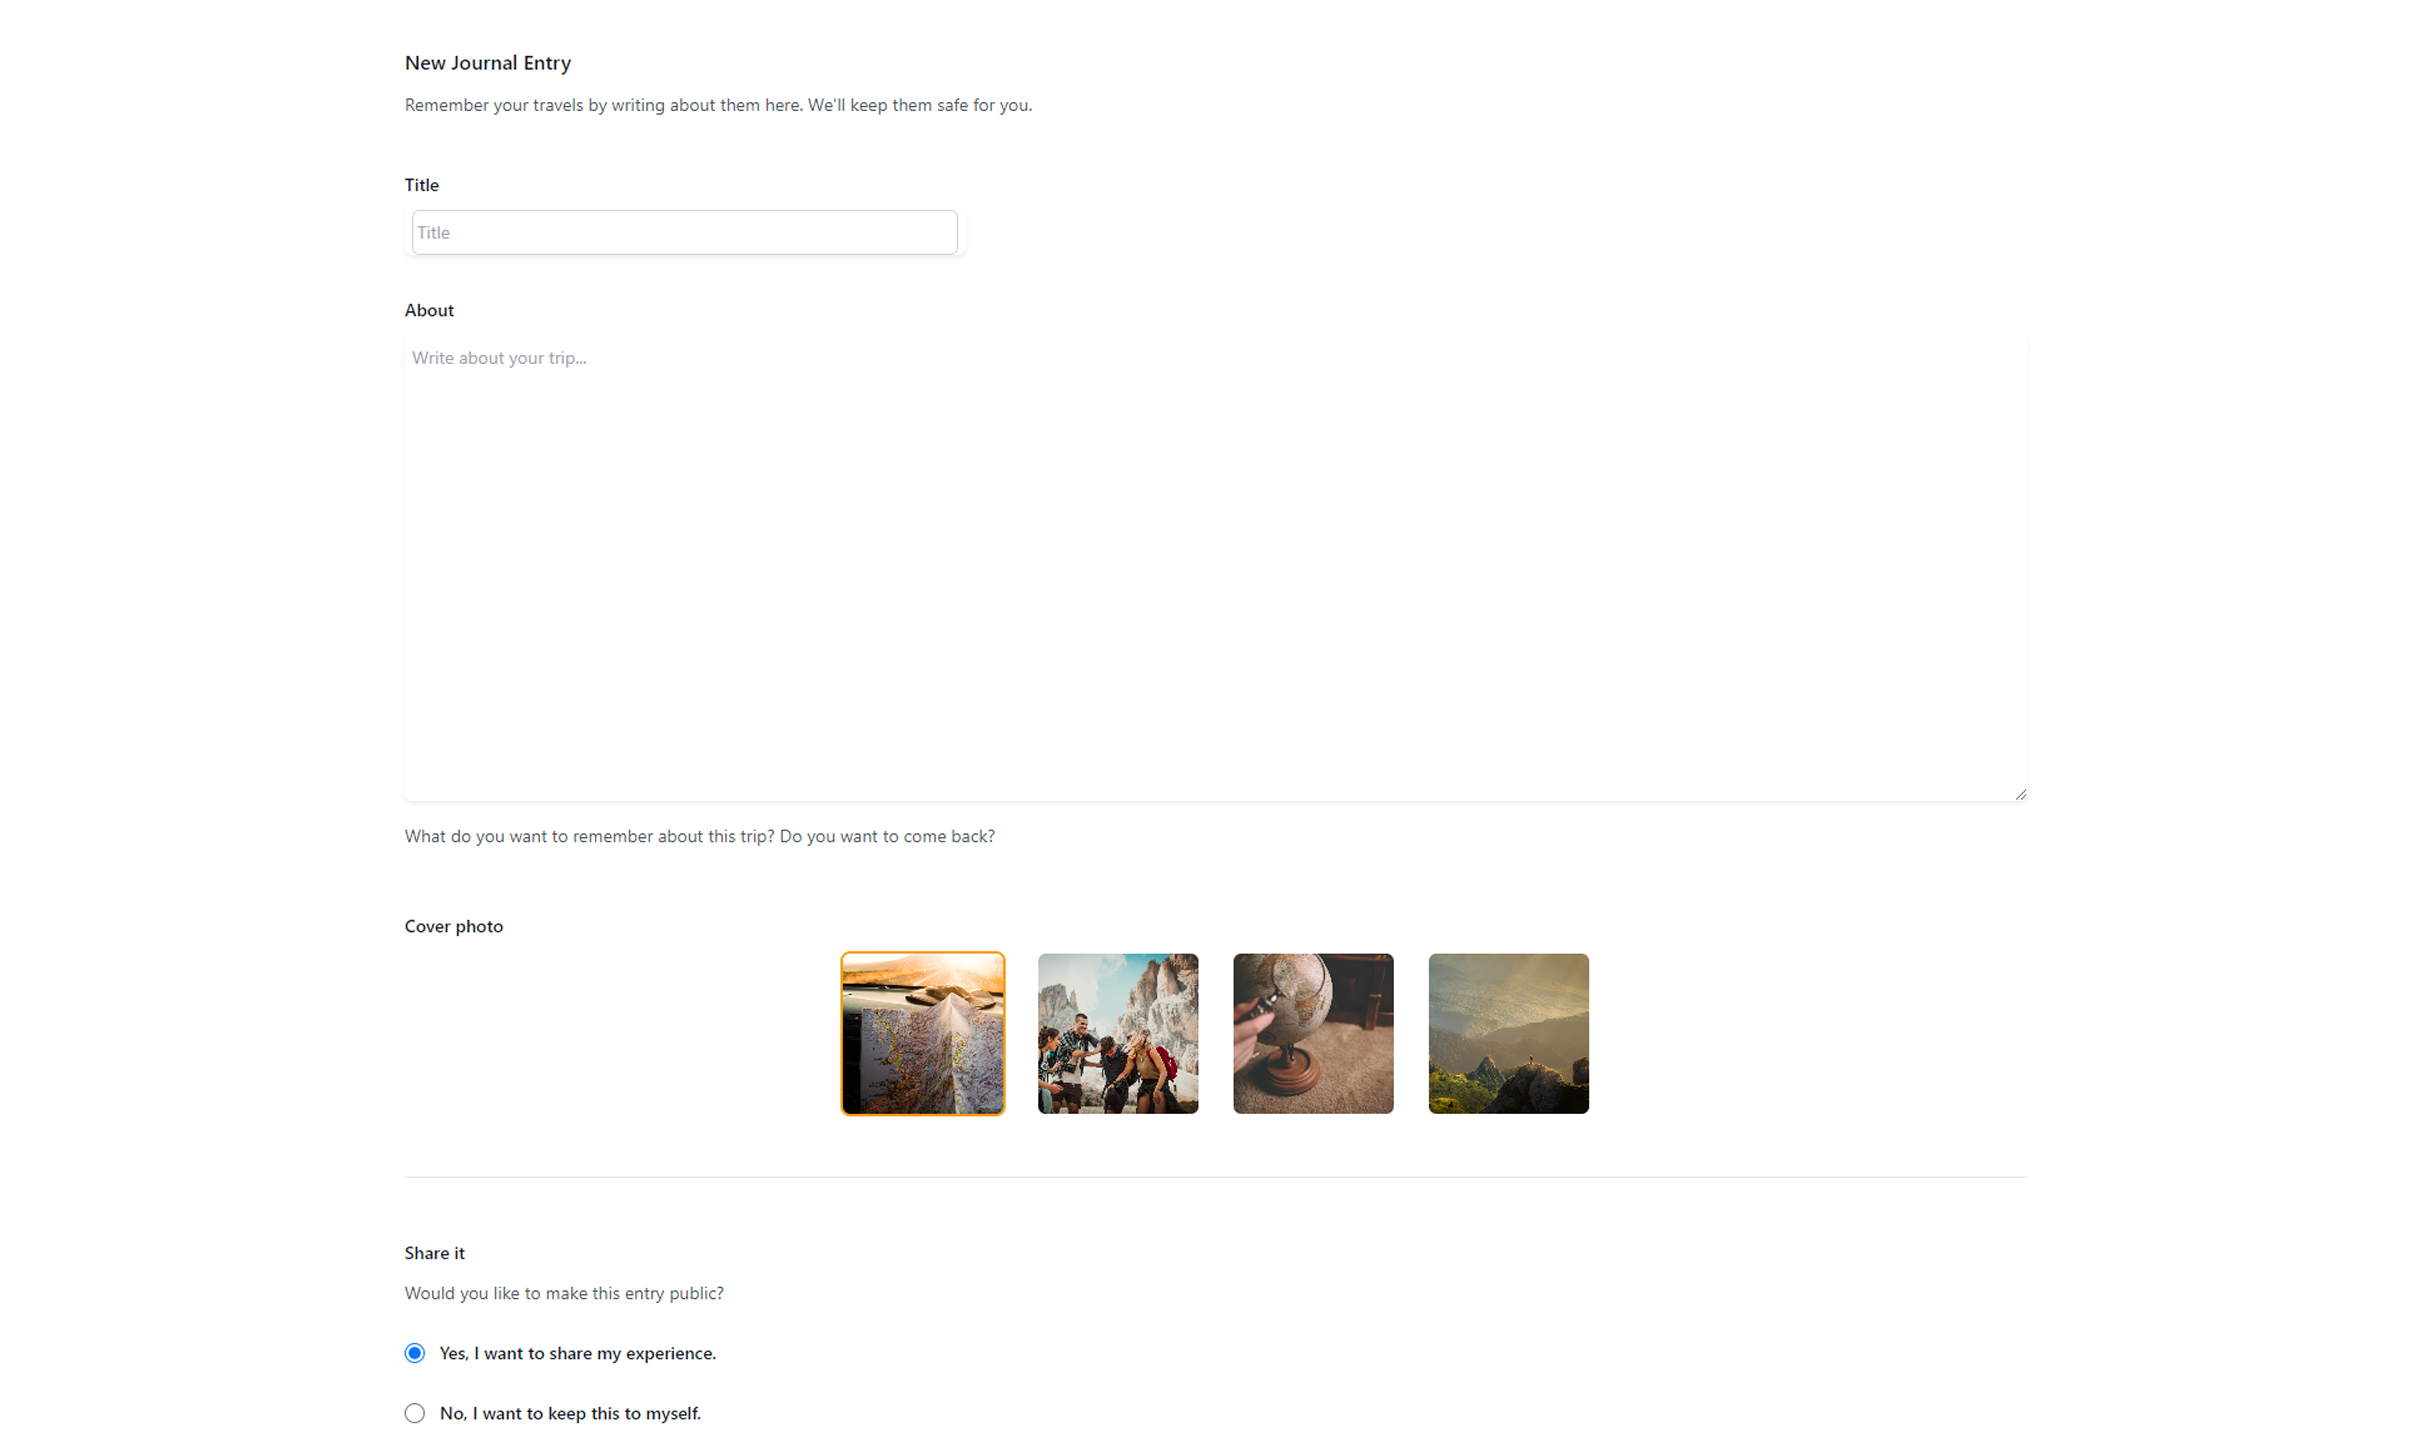 New Journal Entry
Remember your travels by writing about them here. We'll keep them safe for you.
Title
Title
About
Write about your trip...
What do you want to remember about this trip? Do you want to come back?
Cover photo
Share it
Would you like to make this entry public?
Yes, I want to share my experience.
No, I want to keep this to myself.